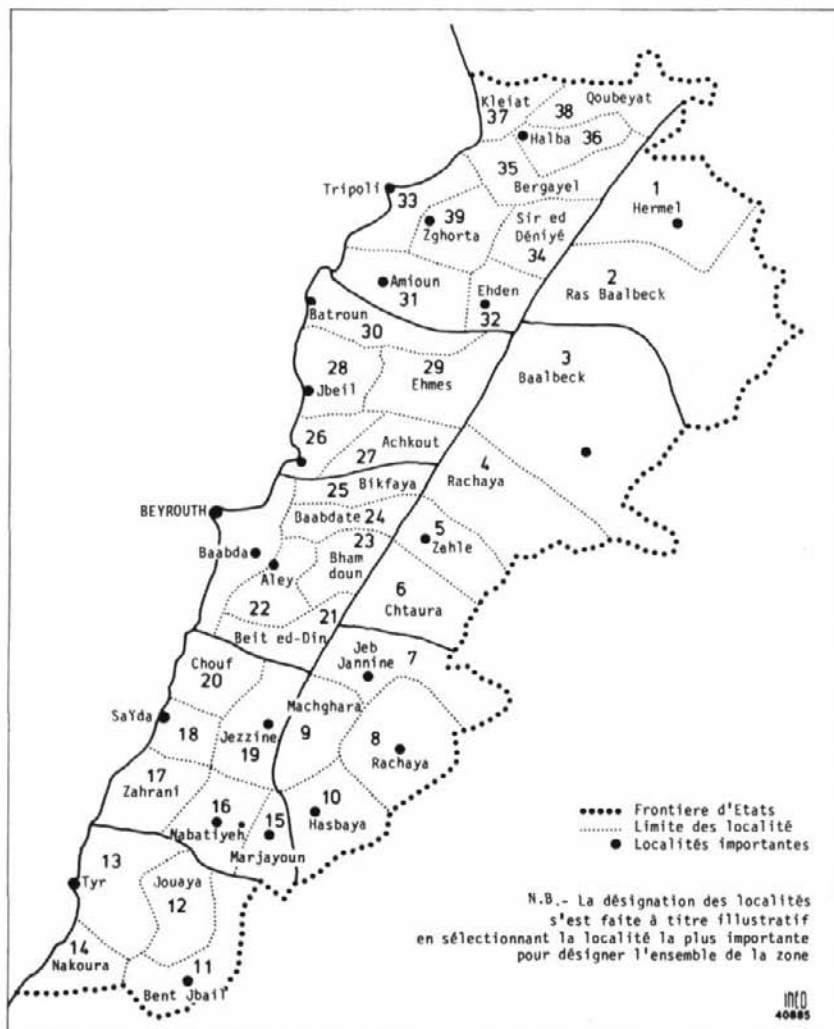 Kleiat
37
38
Qoubeyat
Halba
36
35
Bergayel
Tripoli
33
39
Zghorta
Sir ed
Déniyé
34
1
Hermel
2
Ras Baalbeck
Amioun
31
Ehden
32
Batroun
30
3
Baalbeck
28
Jbeil
29
Ehmes
26
Achkout
27
4
Rachaya
25
Bikfaya
BEYROUTH
Baabdate 24
23
Bham
doun
5
Zahle
Baabda
Aley
6
Chtaura
22
21
Beit ed-Din
Chouf
20
Jeb
Jannine
7
SaYda
18
Jezzine
19
Machghara
9
8
Rachaya
17
Zahrani
16
Nabatiyeh
15
Marjayoun
10
Hasbaya
13
Tyr
Jouaya
12
14
Nakoura
11
Bent Jbail
Frontiere d'Etats
Limite des localité
Localités importantes
N.B.- La désignation des localités
s'est faite à titre illustratif
en sélectionnant la localité la plus importante
pour désigner l'ensemble de la zone
INEO
40885